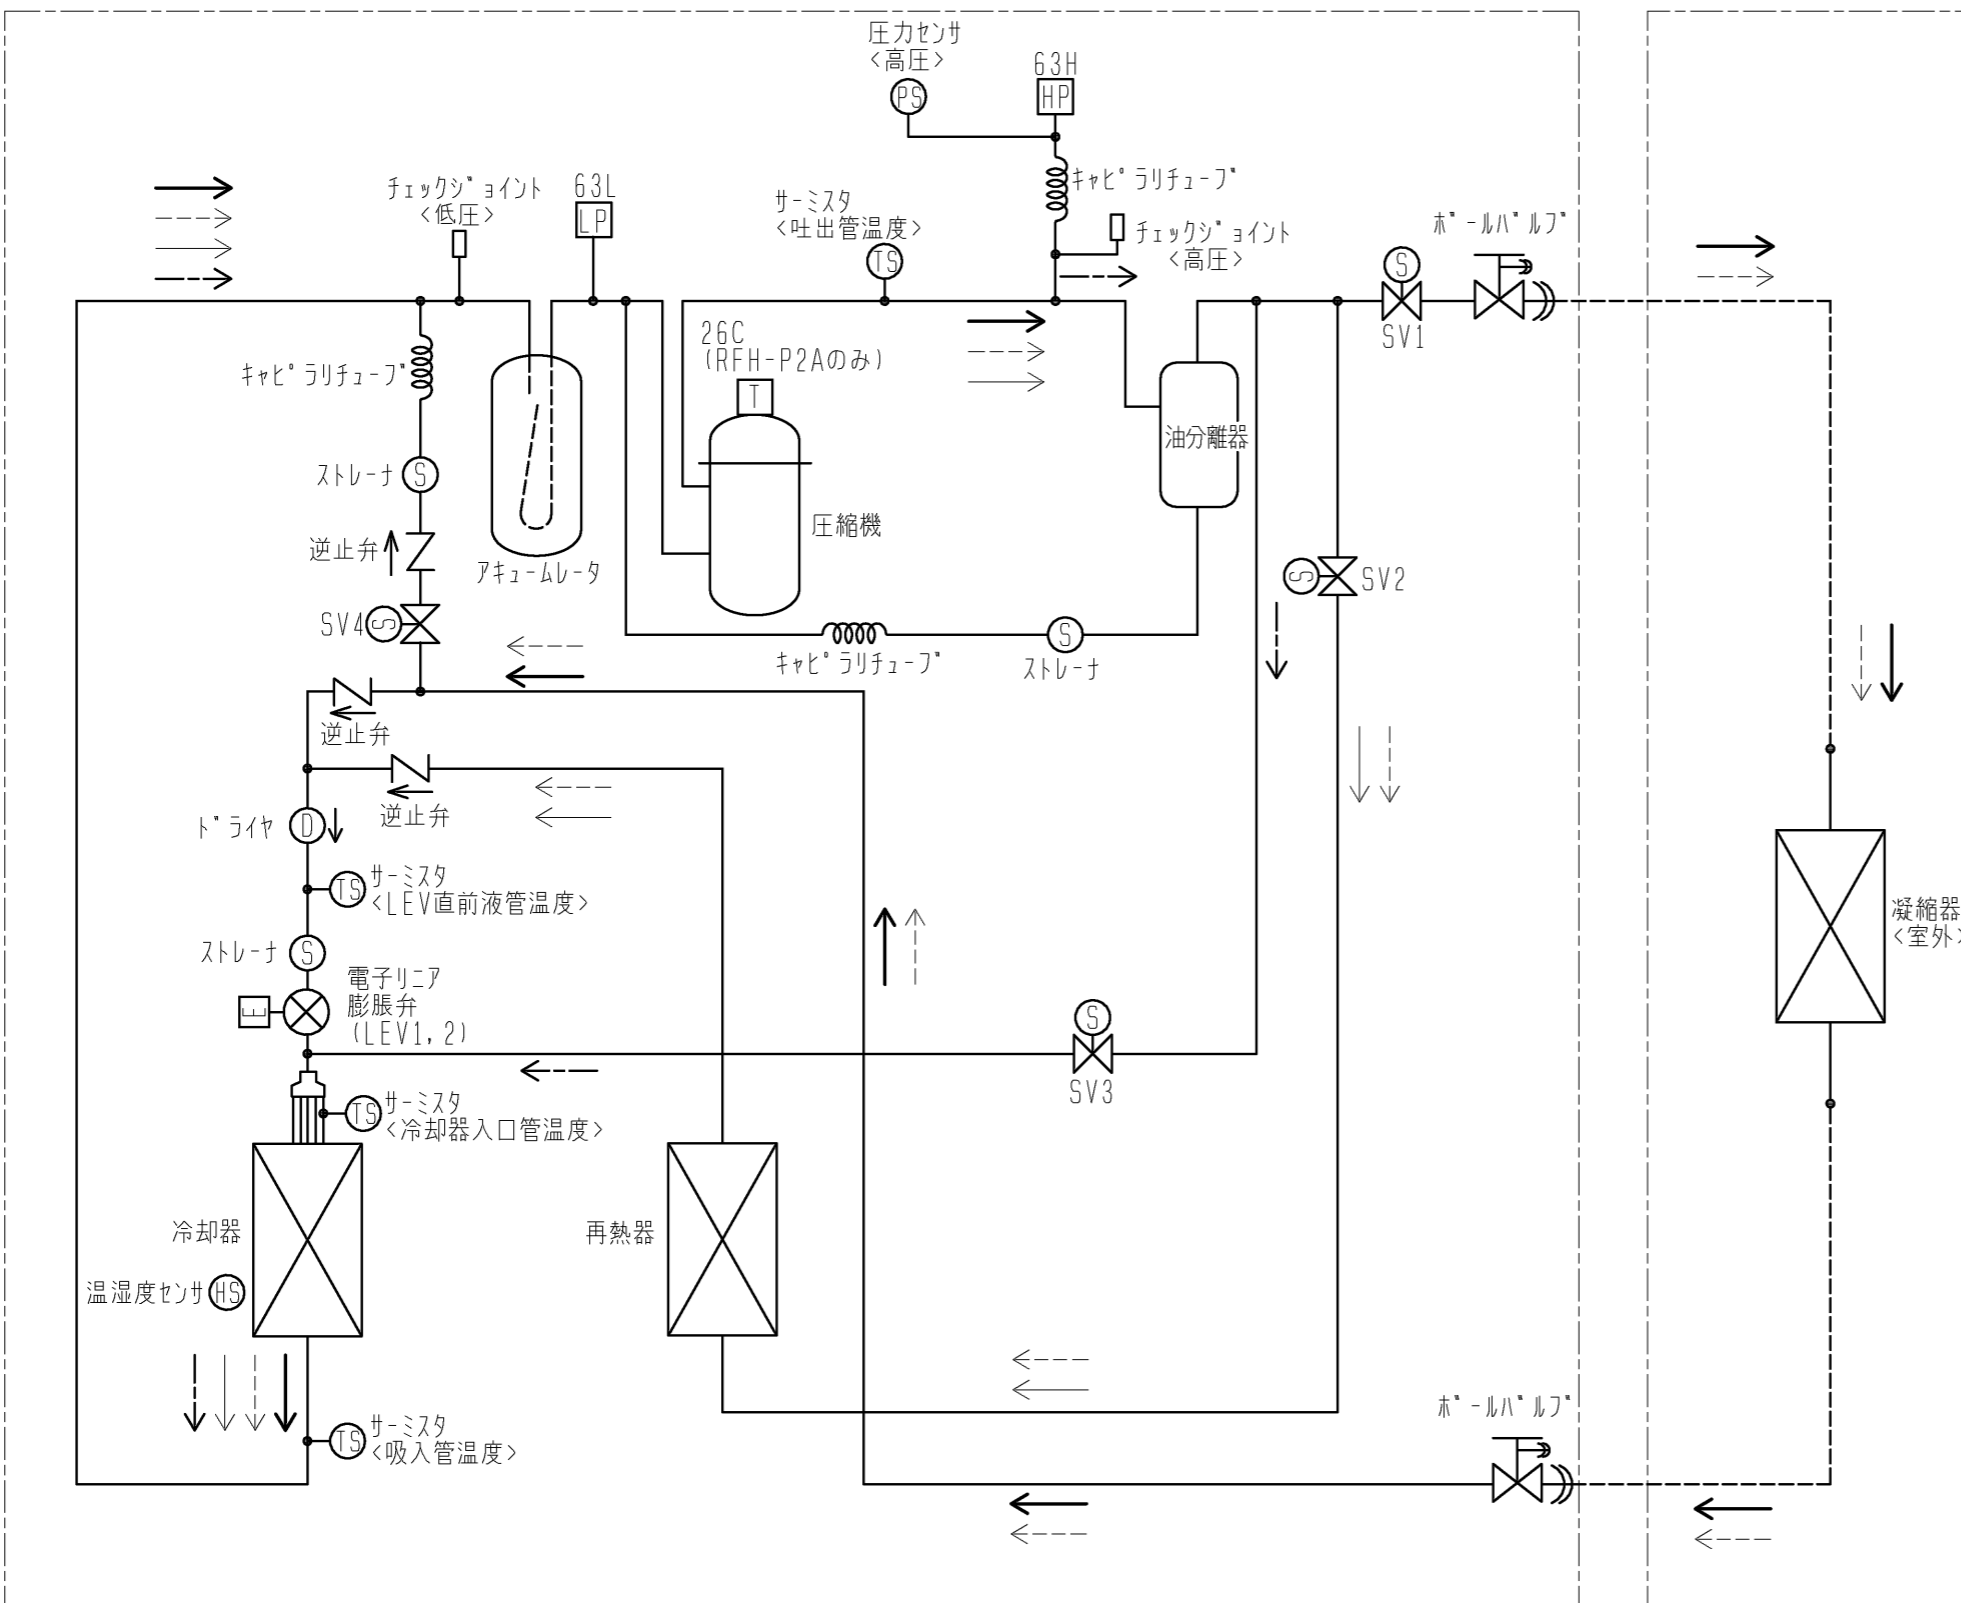 圧力センサ
<高圧>
PS
63H
HP
チェックジョイント
<低圧>
63L
LP
サーミスタ
<吐出管温度>
TS
キャピラリチューブ
チェックジョイント
<高圧>
ボールバルブ
S
SV1
26C
(RFH-P2Aのみ)
T
キャピラリチューブ
油分離器
ストレーナ
S
圧縮機
逆止弁
アキュームレータ
S
SV2
SV4
S
キャピラリチューブ
S
ストレーナ
逆止弁
逆止弁
ドライヤ
D
TS
サーミスタ
<LEV直前液管温度>
凝縮器
<室外>
ストレーナ
S
電子リニア
膨脹弁
(LEV1,2)
E
S
SV3
TS
サーミスタ
<冷却器入口管温度>
冷却器
再熱器
温湿度センサ
HS
TS
サーミスタ
<吸入管温度>
ボールバルブ